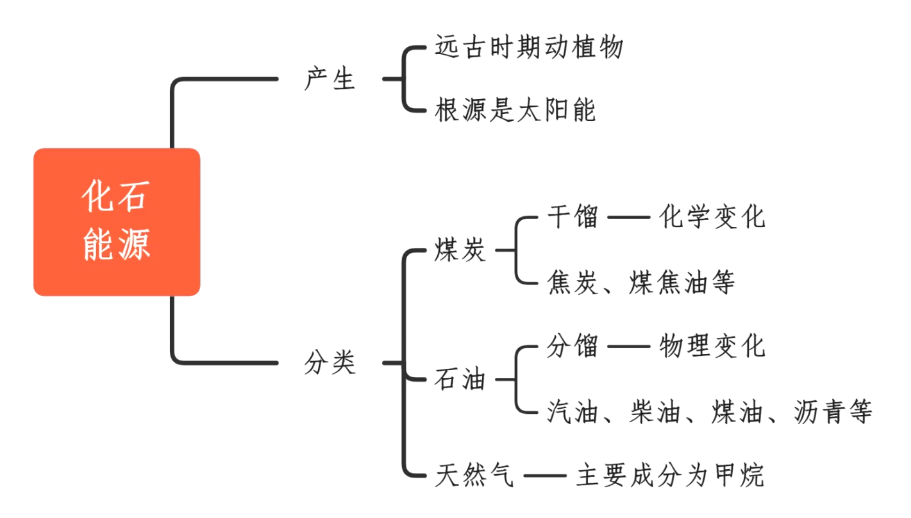 化石
能源
产生
远古时期动植物
根源是太阳能
分类
煤炭
干馏
化学变化
焦炭、煤焦油等
石油
分馏
物理变化
汽油、柴油、煤油、沥青等
天然气
主要成分为甲烷